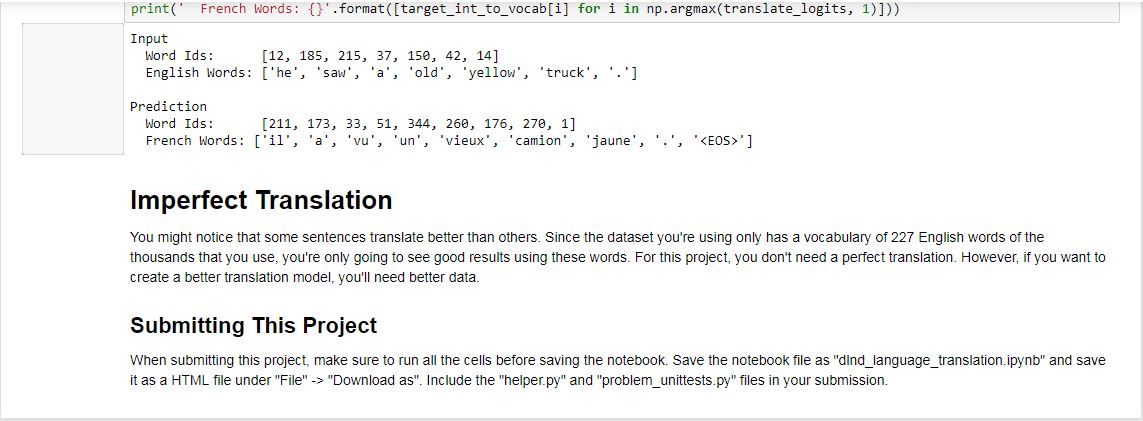 print('  French Words: {}'.format([target_int_to_vocab[i] for i in np.argmax(translate_logits, 1)]))
Input
  Word Ids:      [12, 185, 215, 37, 150, 42, 14]
  English Words: ['he', 'saw', 'a', 'old', 'yellow', 'truck', '.']

Prediction
  Word Ids:      [211, 173, 33, 51, 344, 260, 176, 270, 1]
  French Words: ['il', 'a', 'vu', 'un', 'vieux', 'camion', 'jaune', '.', '<EOS>']
Imperfect Translation
You might notice that some sentences translate better than others. Since the dataset you're using only has a vocabulary of 227 English words of the
thousands that you use, you're only going to see good results using these words. For this project, you don't need a perfect translation. However, if you want to
create a better translation model, you'll need better data.
Submitting This Project
When submitting this project, make sure to run all the cells before saving the notebook. Save the notebook file as "dlnd_language_translation.ipynb" and save
it as a HTML file under "File" -> "Download as". Include the "helper.py" and "problem_unittests.py" files in your submission.